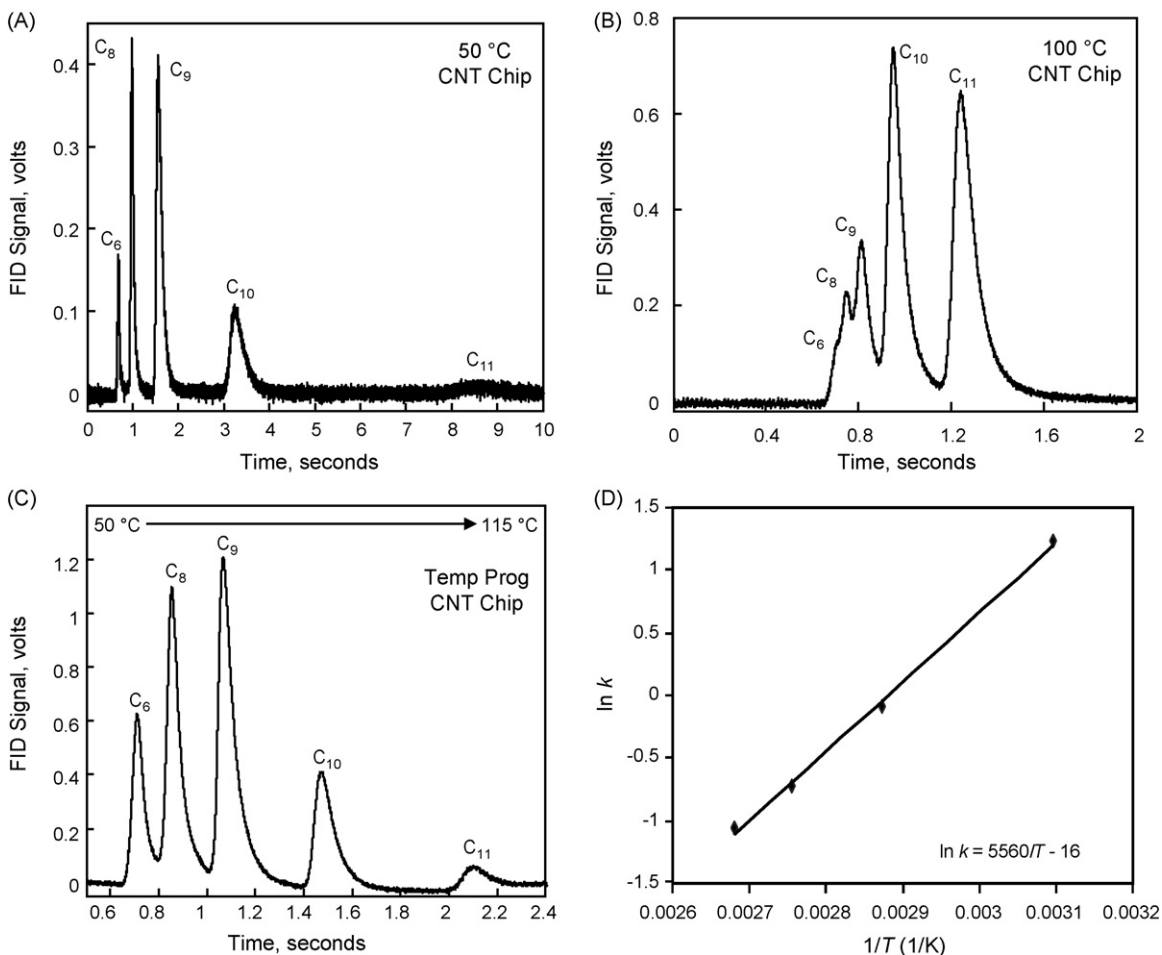 (A)
50 °C
CNT Chip
C8
C9
C6
C10
C11
FID Signal, volts
0.4
0.3
0.2
0.1
0
0 1 2 3 4 5 6 7 8 9 10
Time, seconds
(B)
100 °C
CNT Chip
C10
C11
C9
C8
C6
FID Signal, volts
0.8
0.6
0.4
0.2
0
0 0.4 0.8 1.2 1.6 2
Time, seconds
(C)
50 °C 115 °C
Temp Prog
CNT Chip
C9
C8
C6
C10
C11
FID Signal, volts
1.2
1.0
0.8
0.6
0.4
0.2
0
0.6 0.8 1 1.2 1.4 1.6 1.8 2 2.2 2.4
Time, seconds
(D)
ln k
1.5
1
0.5
0
-0.5
-1
-1.5
ln k = 5560/T - 16
0.0026 0.0027 0.0028 0.0029 0.003 0.0031 0.0032
1/T (1/K)